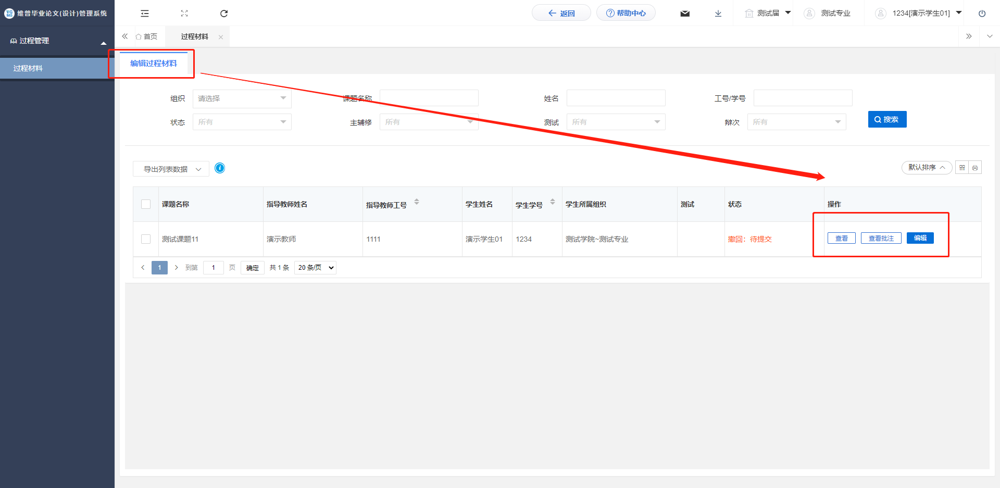 维普毕业论文(设计)管理系统
返回
帮助中心
测试届
测试专业
1234[演示学生01]
过程管理
首页
过程材料
过程材料
编辑过程材料
组织
请选择
课题名称
姓名
工号/学号
状态
所有
主辅修
所有
测试
所有
辩次
所有
搜索
导出列表数据
默认排序
课题名称
指导教师姓名
指导教师工号
学生姓名
学生学号
学生所属组织
测试
状态
操作
测试课题11
演示教师
1111
演示学生01
1234
测试学院~测试专业
撤回：待提交
查看
查看批注
编辑
1
到第
1
页
确定
共 1 条
20 条/页